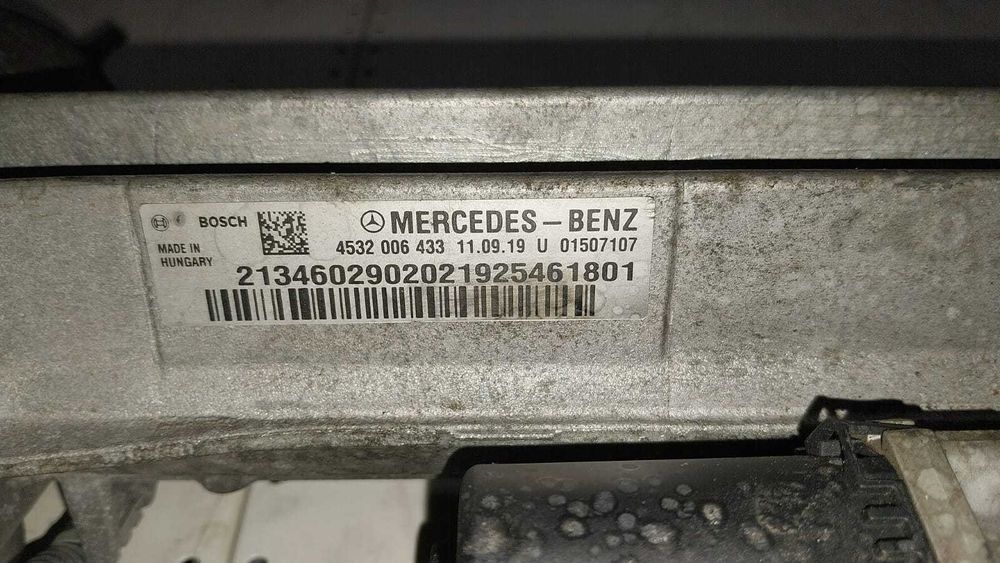 BOSCH
MERCEDES-BENZ
MADE IN
HUNGARY
4532 006 433 11.09.19 U 01507107
2134602902021925461801